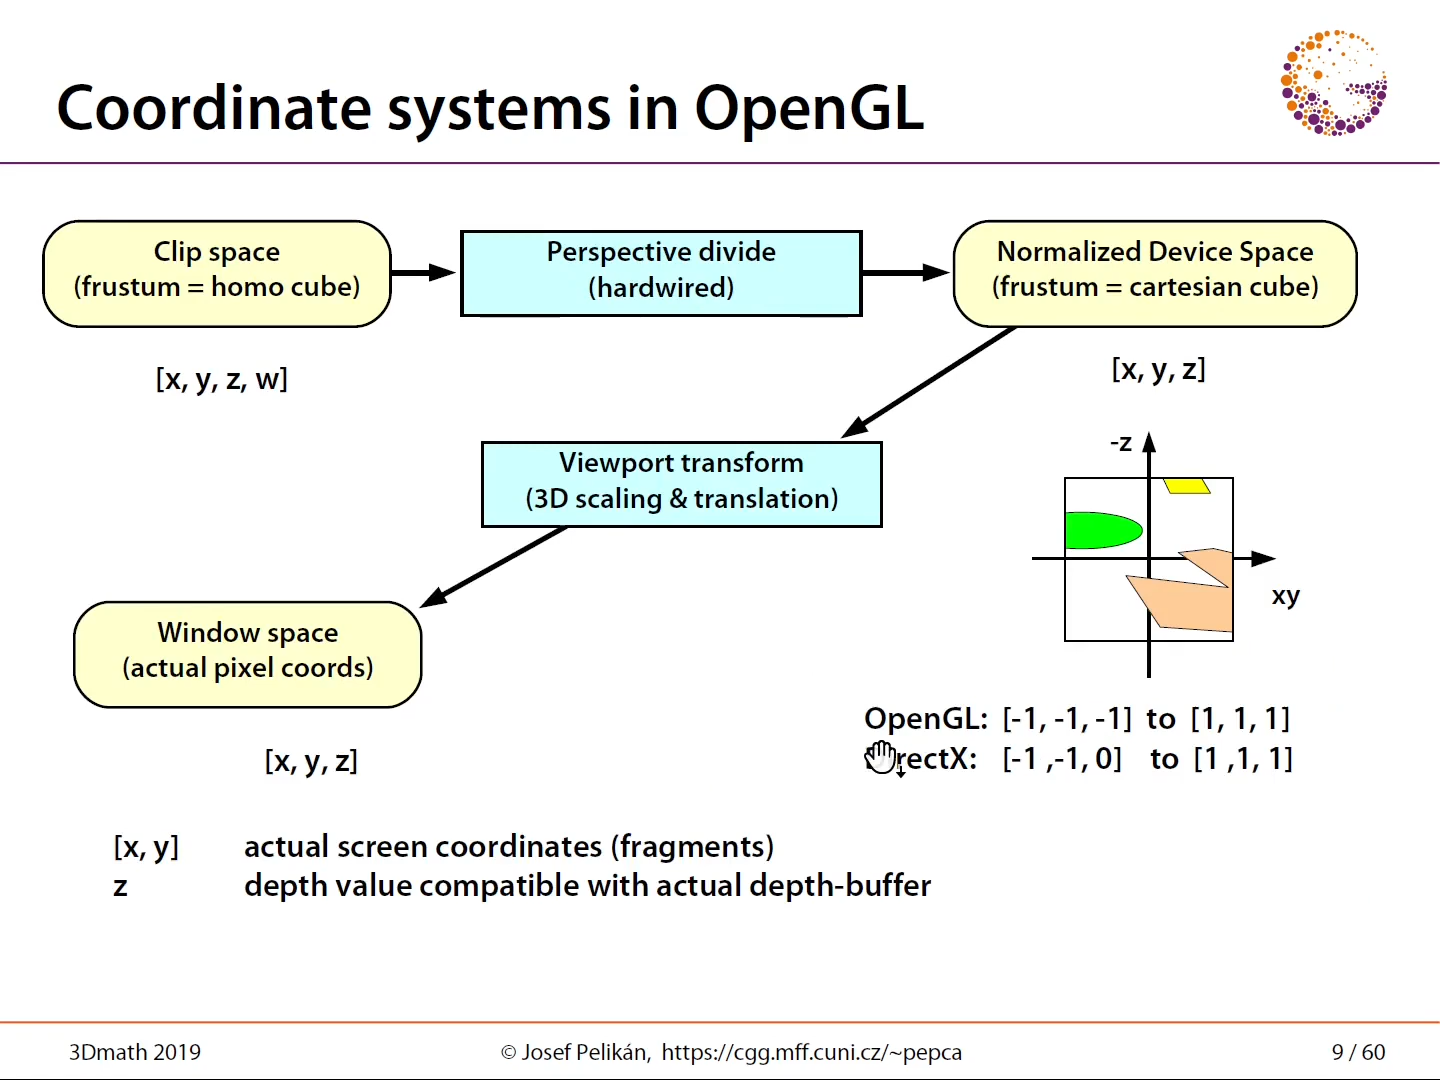 Coordinate systems in OpenGL
Clip space
(frustum = homo cube)
Perspective divide
(hardwired)
Normalized Device Space
(frustum = cartesian cube)
[x, y, z, w]
[x, y, z]
Viewport transform
(3D scaling & translation)
-z
xy
Window space
(actual pixel coords)
[x, y, z]
OpenGL: [-1, -1, -1] to [1, 1, 1]
DirectX: [-1 ,-1, 0] to [1 ,1, 1]
[x, y] actual screen coordinates (fragments)
z depth value compatible with actual depth-buffer
3Dmath 2019
© Josef Pelikán, https://cgg.mff.cuni.cz/~pepca
9 / 60